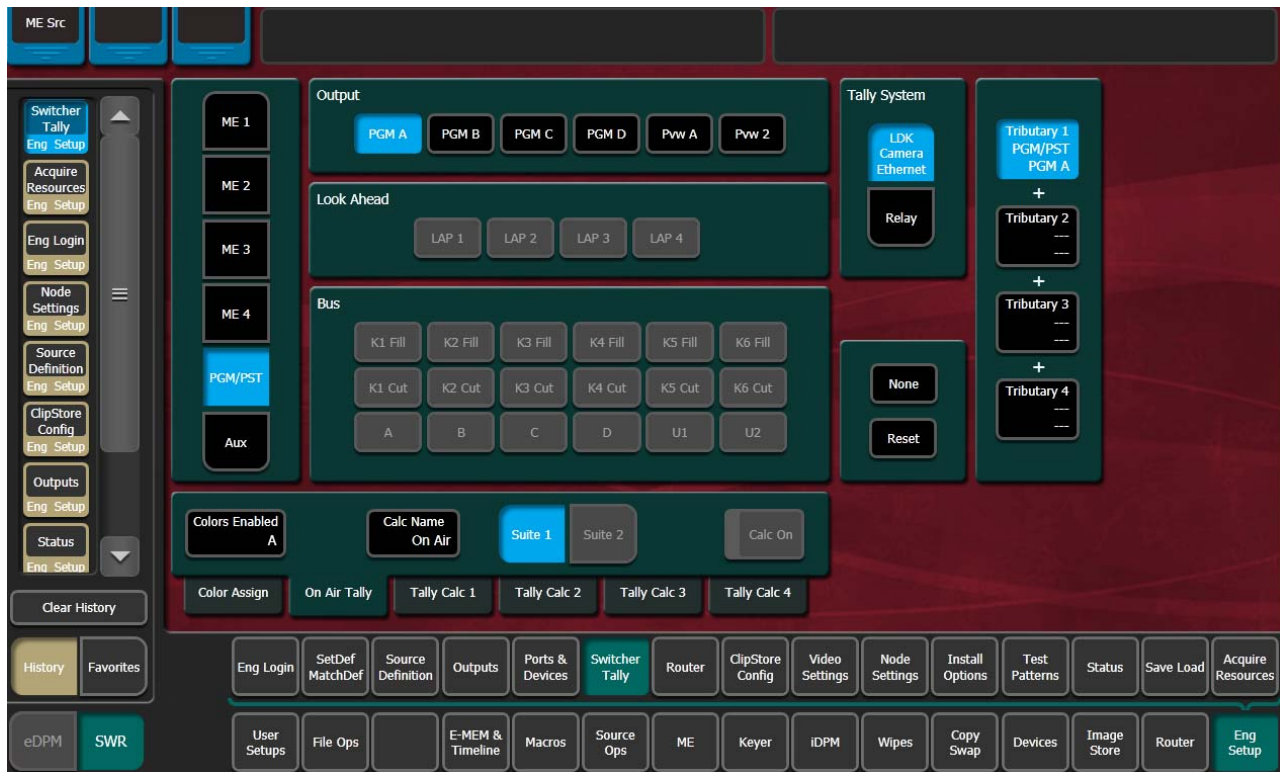 ME Src
Switcher
Tally
Eng Setup
Acquire
Resources
Eng Setup
Eng Login
Eng Setup
Node
Settings
Eng Setup
Source
Definition
Eng Setup
ClipStore
Config
Eng Setup
Outputs
Eng Setup
Status
Eng Setup
Clear History
History
Favorites
eDPM
SWR
ME 1
ME 2
ME 3
ME 4
PGM/PST
Aux
Output
PGM A
PGM B
PGM C
PGM D
Pvw A
Pvw 2
Look Ahead
LAP 1
LAP 2
LAP 3
LAP 4
Bus
K1 Fill
K2 Fill
K3 Fill
K4 Fill
K5 Fill
K6 Fill
K1 Cut
K2 Cut
K3 Cut
K4 Cut
K5 Cut
K6 Cut
A
B
C
D
U1
U2
Tally System
LDK
Camera
Ethernet
Relay
None
Reset
Tributary 1
PGM/PST
PGM A
+
Tributary 2
---
---
+
Tributary 3
---
---
+
Tributary 4
---
---
Colors Enabled
A
Calc Name
On Air
Suite 1
Suite 2
Calc On
Color Assign
On Air Tally
Tally Calc 1
Tally Calc 2
Tally Calc 3
Tally Calc 4
Eng Login
SetDef
MatchDef
Source
Definition
Outputs
Ports &
Devices
Switcher
Tally
Router
ClipStore
Config
Video
Settings
Node
Settings
Install
Options
Test
Patterns
Status
Save Load
Acquire
Resources
User
Setups
File Ops
E-MEM &
Timeline
Macros
Source
Ops
ME
Keyer
iDPM
Wipes
Copy
Swap
Devices
Image
Store
Router
Eng
Setup